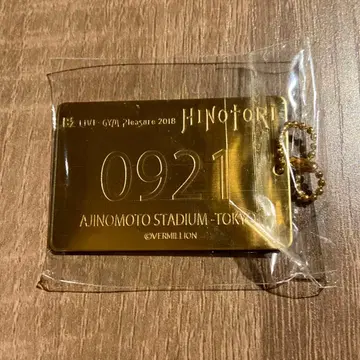 B'z LIVE-GYM Pleasure 2018 HINOTORI
0921
AJINOMOTO STADIUM-TOKYO
©VERMILLION